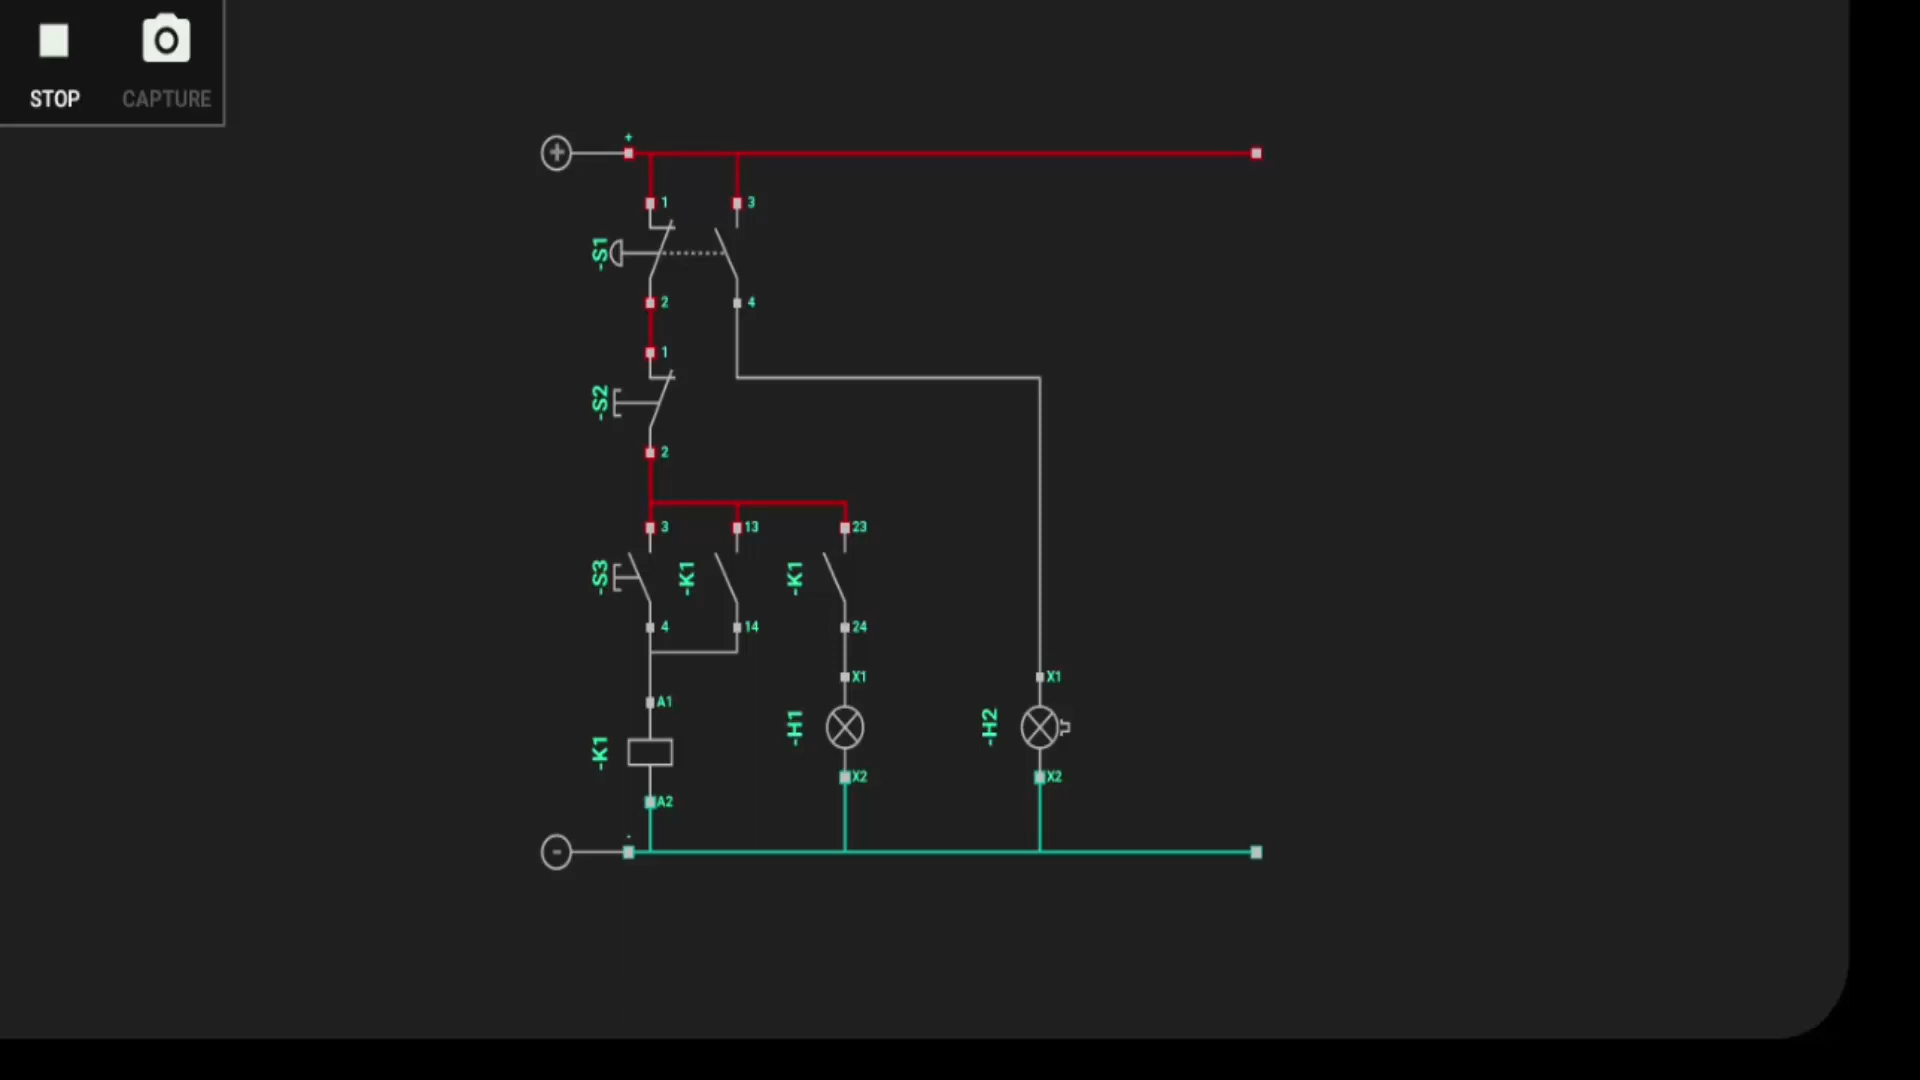 STOP
CAPTURE
+
+
1
3
-S1
2
4
1
-S2
2
3
13
23
-S3
-K1
-K1
4
14
24
X1
X1
A1
-H1
-H2
-K1
X2
X2
A2
-
-